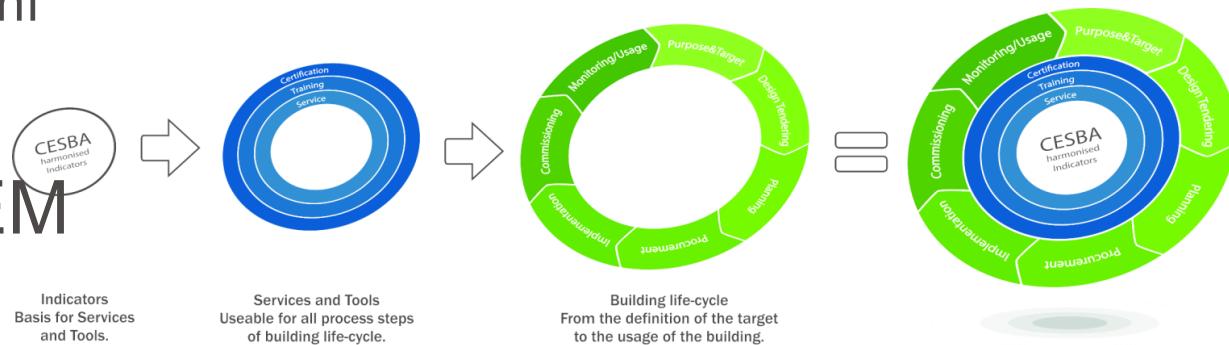 CESBA
harmonised
Indicators
Certification
Training
Service
Monitoring/Usage
Purpose&Target
Design Tendering
Planning
Procurement
Implementation
Commissioning
Monitoring/Usage
Purpose&Target
Design Tendering
Planning
Procurement
Implementation
Commissioning
Certification
Training
Service
CESBA
harmonised
Indicators
EM
Indicators
Basis for Services
and Tools.
Services and Tools
Useable for all process steps
of building life-cycle.
Building life-cycle
From the definition of the target
to the usage of the building.